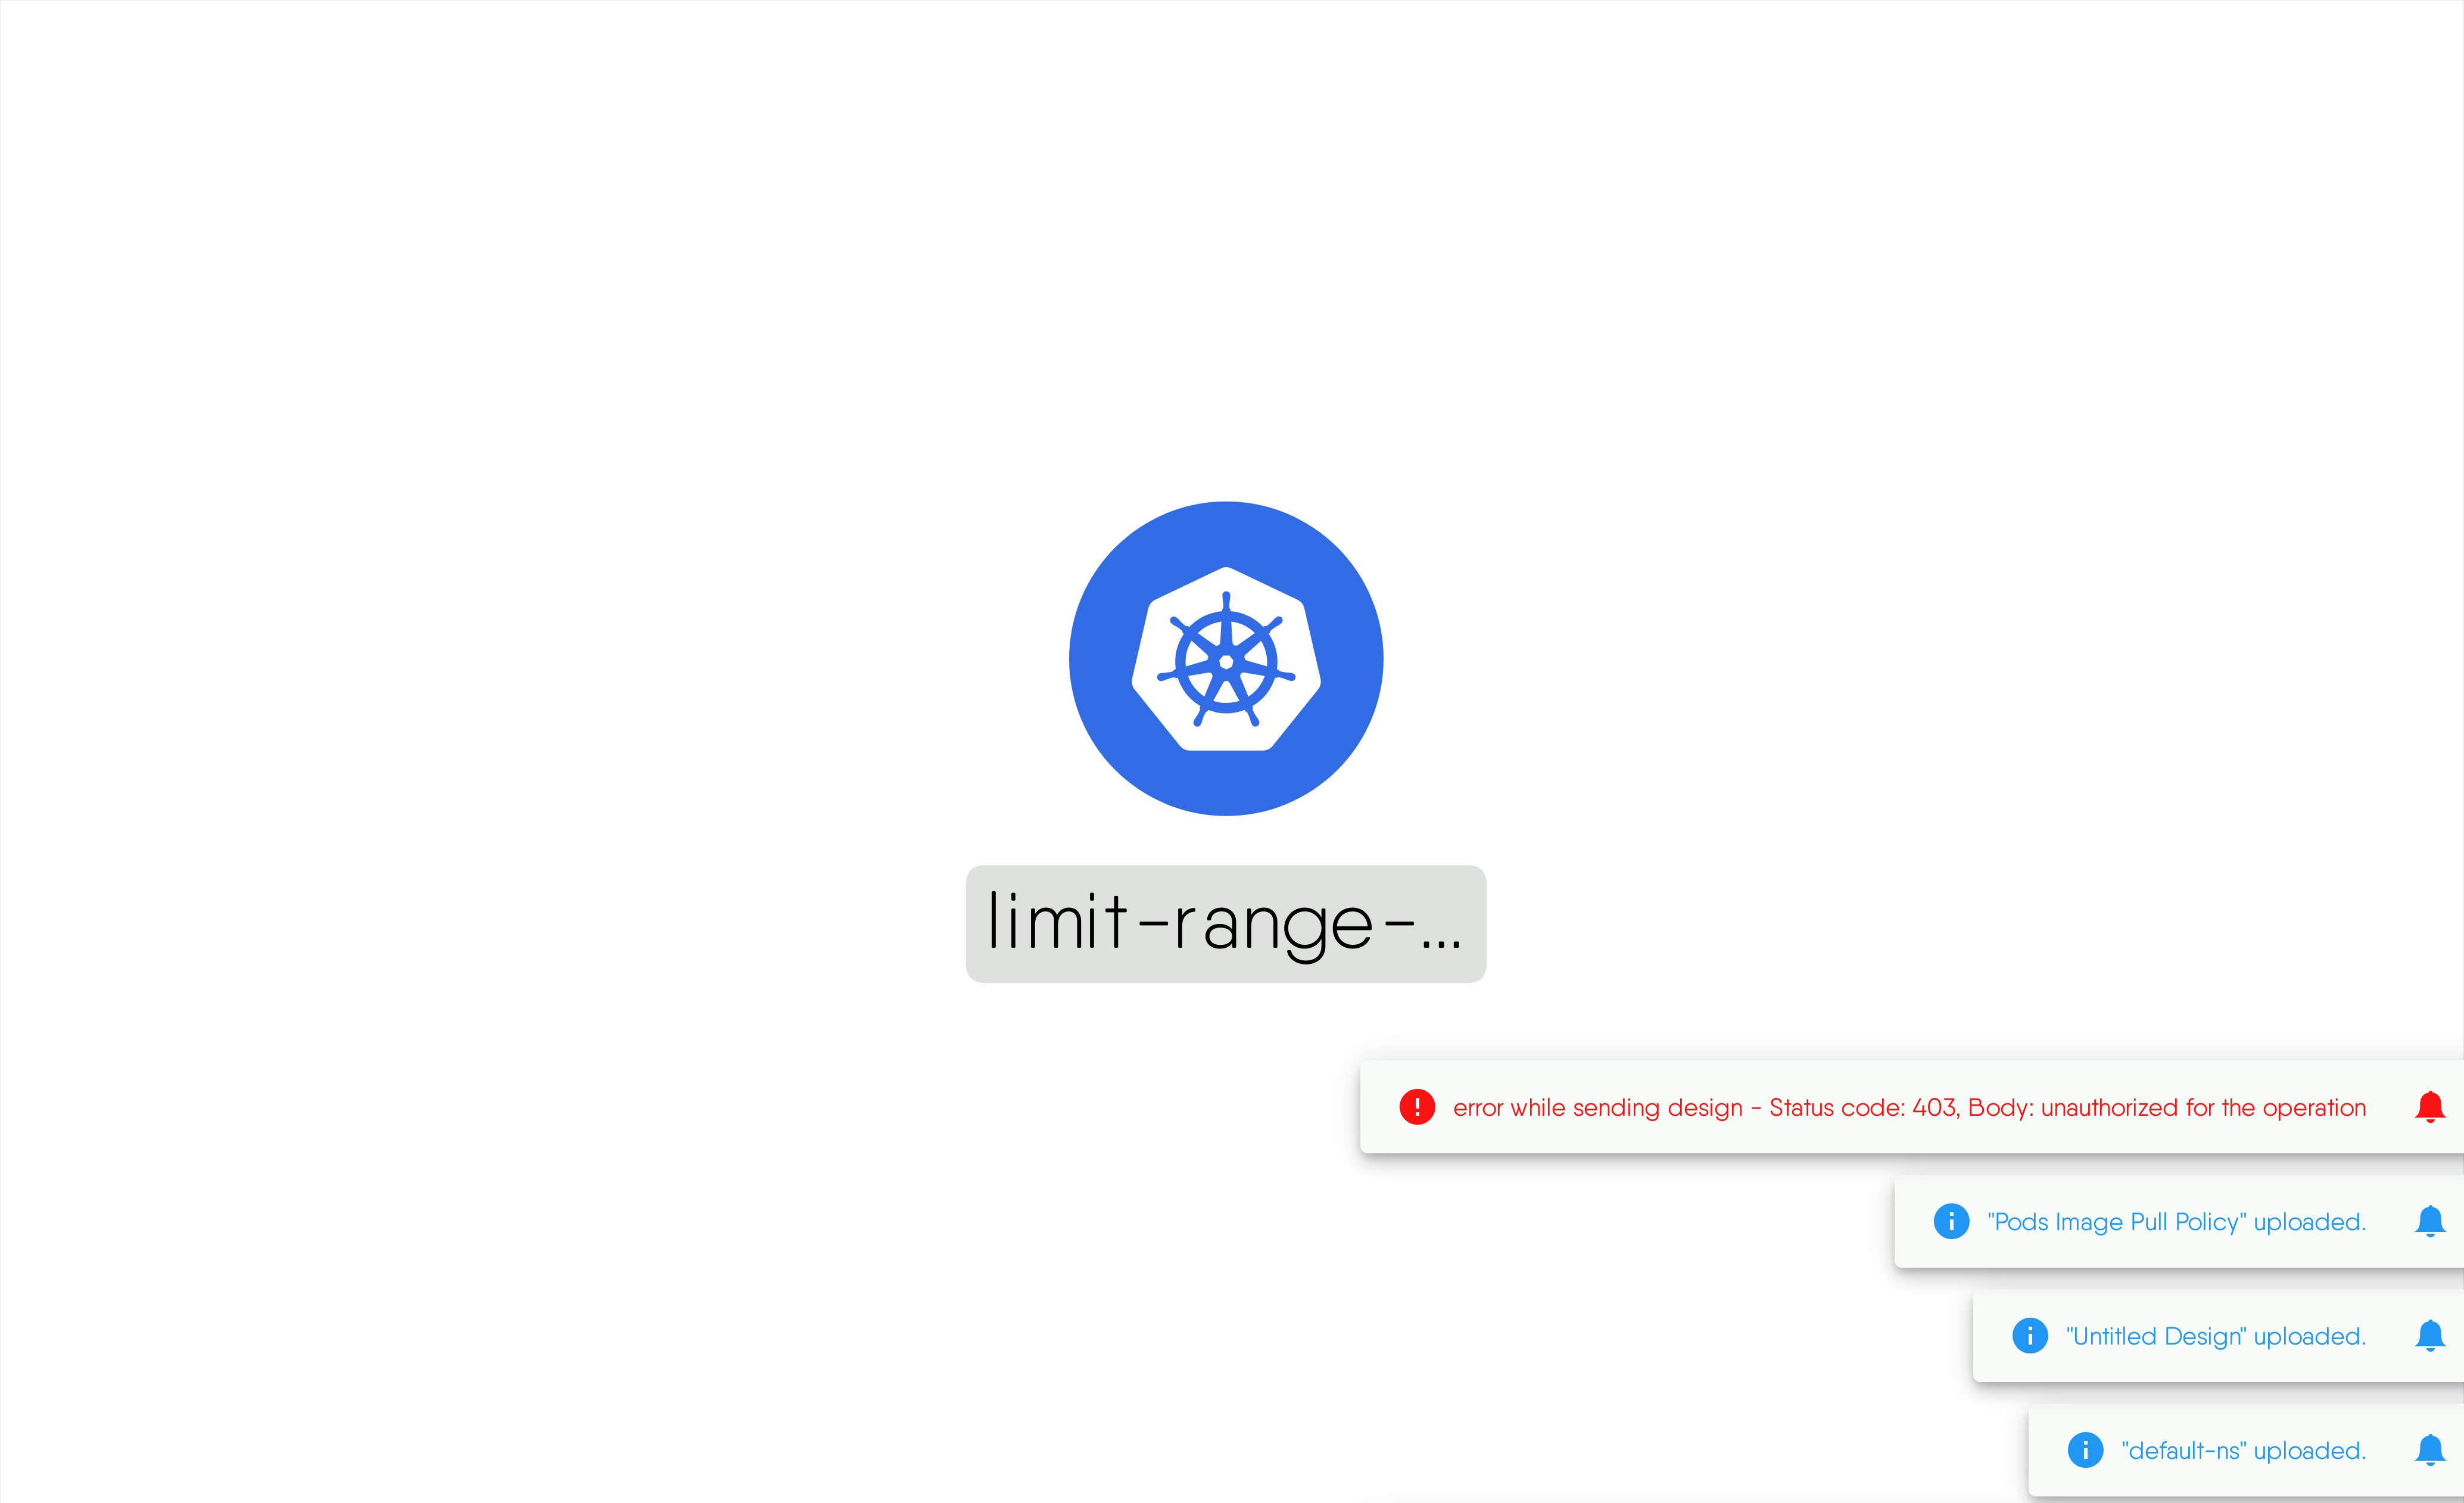 limit-range-...
error while sending design - Status code: 403, Body: unauthorized for the operation
"Pods Image Pull Policy" uploaded.
"Untitled Design" uploaded.
"default-ns" uploaded.